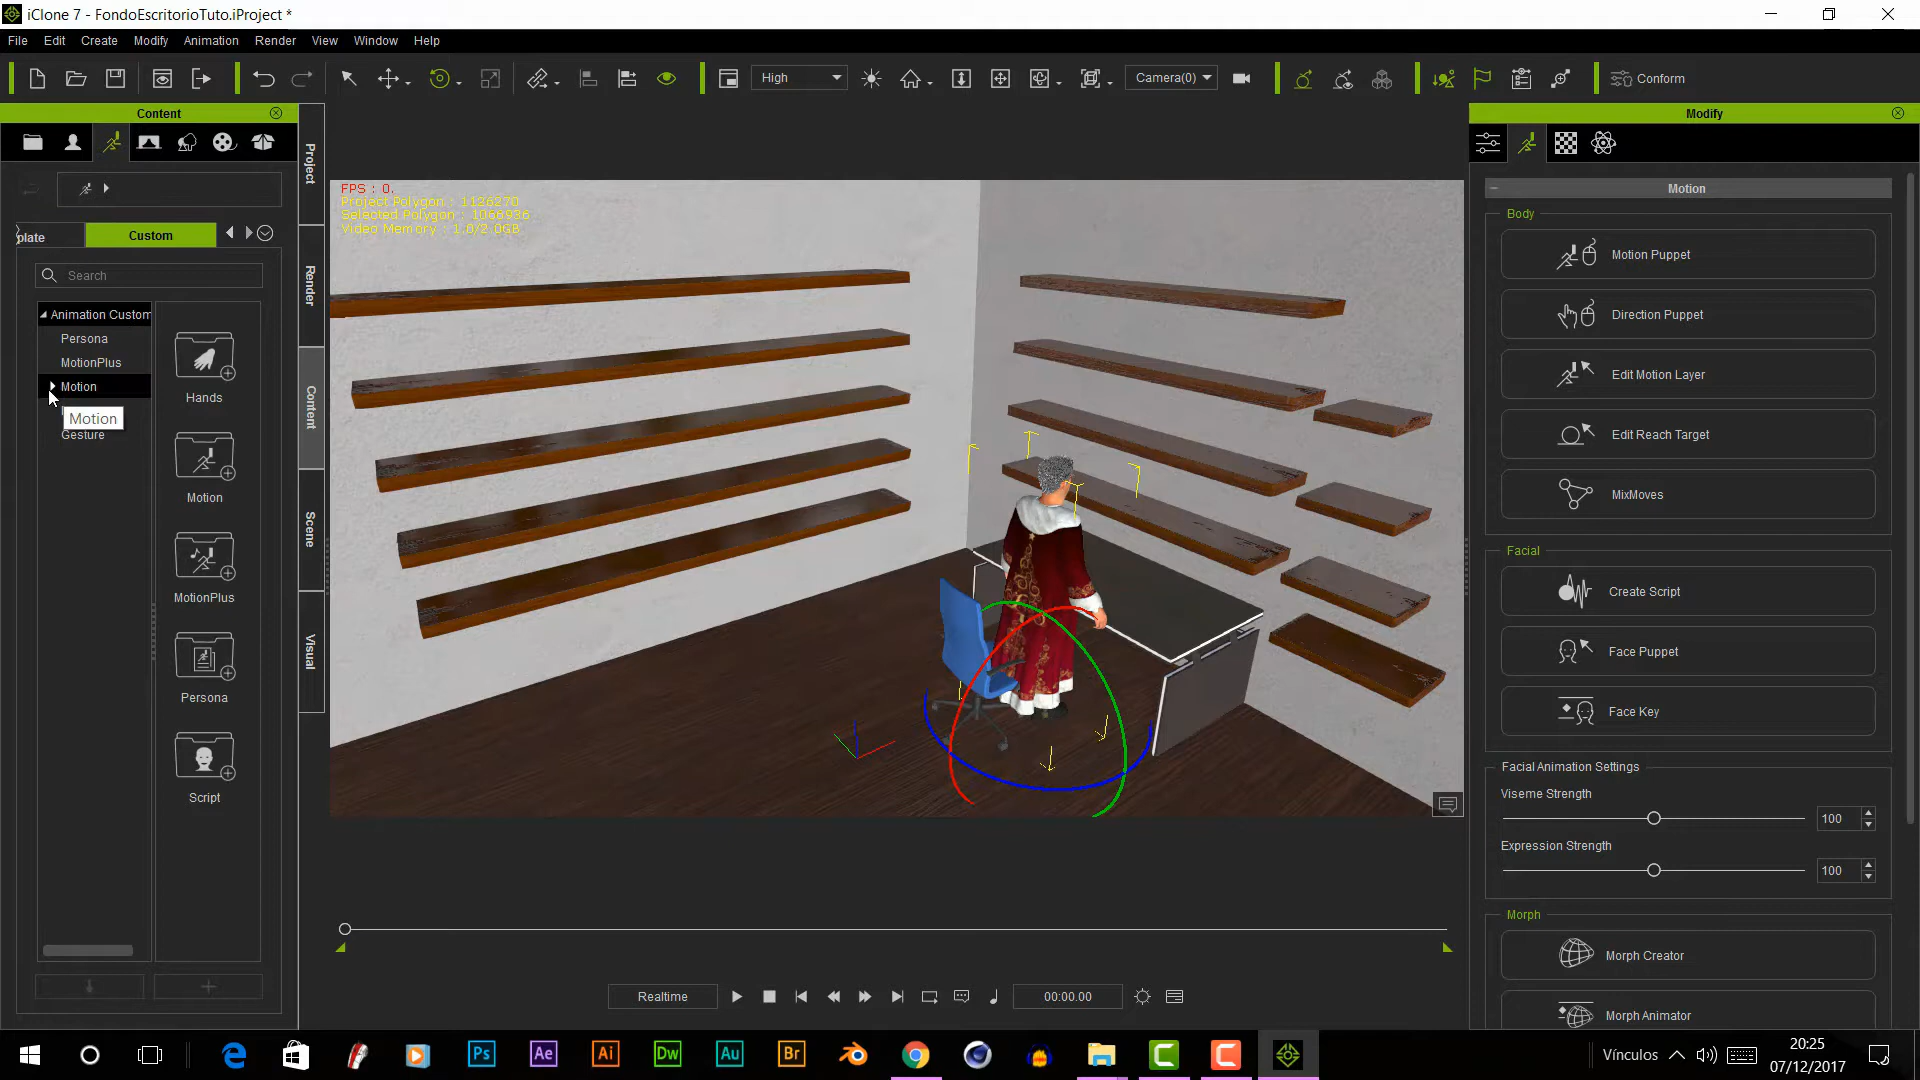 iClone 7 - FondoEscritorioTuto.iProject *
File Edit Create Modify Animation Render View Window Help
High
Camera(0)
Conform
Content
Modify
plate
Custom
Search
Animation Custom
Persona
MotionPlus
Motion
Motion
Gesture
Hands
Motion
MotionPlus
Persona
Script
Project
Render
Content
Scene
Visual
FPS : 0.
Project Polygon : 1126270
Selected Polygon : 1066936
Video Memory : 1.0/2.0GB
Motion
Body
Motion Puppet
Direction Puppet
Edit Motion Layer
Edit Reach Target
MixMoves
Facial
Create Script
Face Puppet
Face Key
Facial Animation Settings
Viseme Strength
100
Expression Strength
100
Morph
Morph Creator
Morph Animator
Realtime
00:00.00
Ps
Ae
Ai
Dw
Au
Br
Vínculos
20:25
07/12/2017